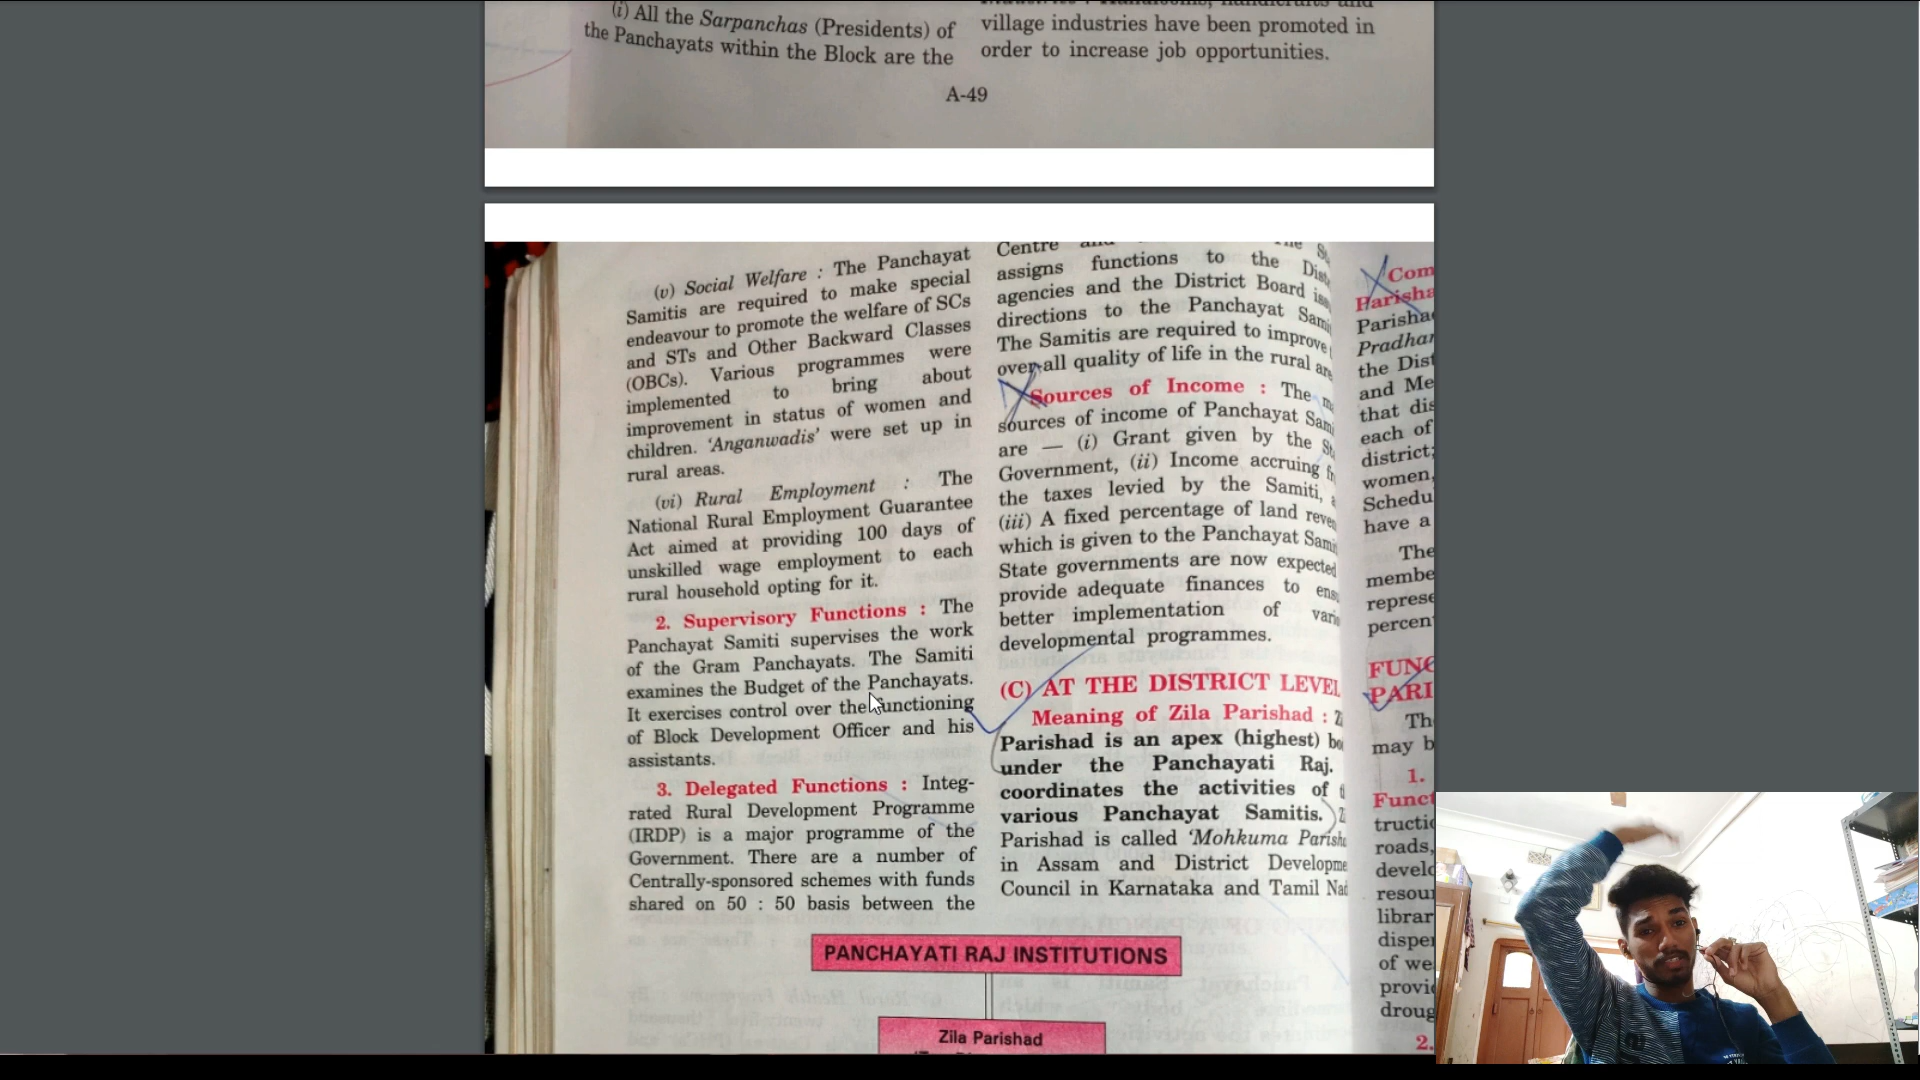 (i) All the Sarpanchas (Presidents) of
the Panchayats within the Block are the
village industries have been promoted in
order to increase job opportunities.
A-49
(v) Social Welfare : The Panchayat
Samitis are required to make special
endeavour to promote the welfare of SCs
and STs and Other Backward Classes
(OBCs). Various programmes were
implemented to bring about
improvement in status of women and
children. 'Anganwadis' were set up in
rural areas.
(vi) Rural Employment : The
National Rural Employment Guarantee
Act aimed at providing 100 days of
unskilled wage employment to each
rural household opting for it.
2. Supervisory Functions : The
Panchayat Samiti supervises the work
of the Gram Panchayats. The Samiti
examines the Budget of the Panchayats.
It exercises control over the functioning
of Block Development Officer and his
assistants.
3. Delegated Functions : Integ-
rated Rural Development Programme
(IRDP) is a major programme of the
Government. There are a number of
Centrally-sponsored schemes with funds
shared on 50 : 50 basis between the
Centre
assigns functions to the
agencies and the District Board
directions to the Panchayat
The Samitis are required to improve
over-all quality of life in the rural
Sources of Income : The
sources of income of Panchayat
are — (i) Grant given by the
Government, (ii) Income accruing
the taxes levied by the Samiti,
(iii) A fixed percentage of land
which is given to the Panchayat
State governments are now expected
provide adequate finances to
better implementation of
developmental programmes.
(C) AT THE DISTRICT LEVEL
Meaning of Zila Parishad :
Parishad is an apex (highest)
under the Panchayati Raj.
coordinates the activities of
various Panchayat Samitis.
Parishad is called 'Mohkuma
in Assam and District
Council in Karnataka and Tamil
PANCHAYATI RAJ INSTITUTIONS
Zila Parishad
the
and
that
each of
district;
women,
have a
The
may
1.
roads,
of
2.